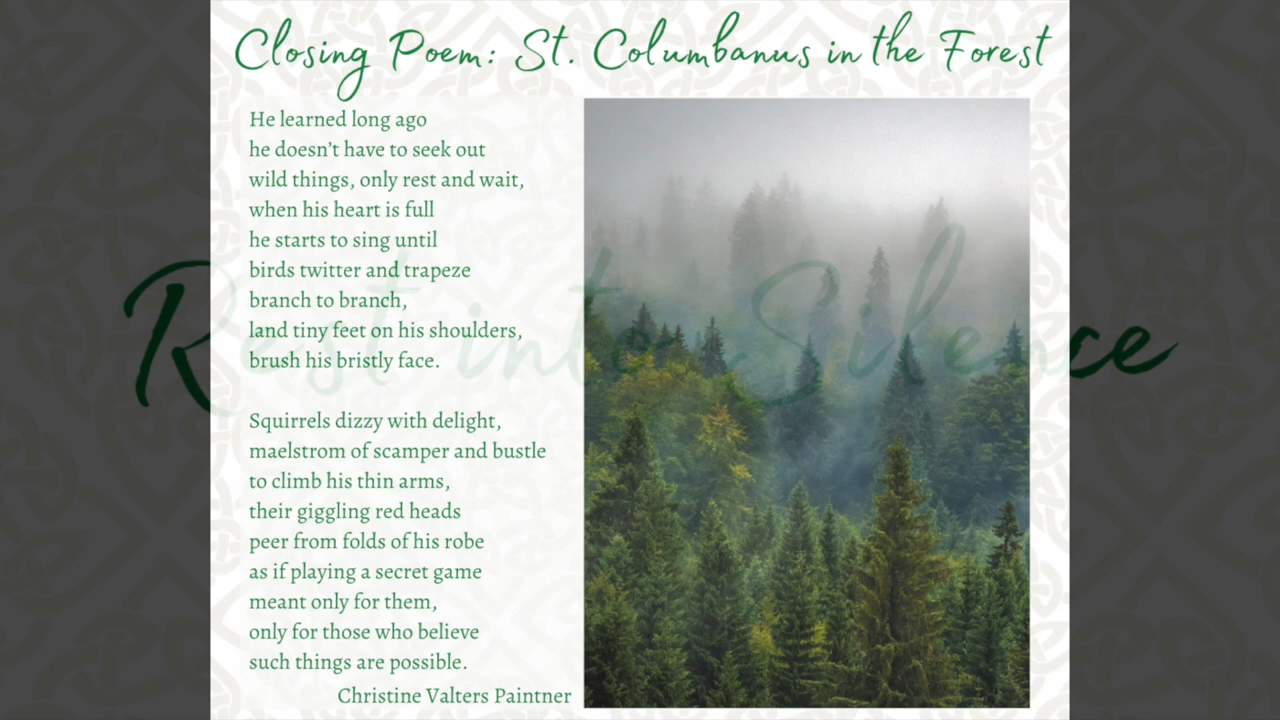 Closing Poem: St. Columbanus in the Forest
He learned long ago
he doesn’t have to seek out
wild things, only rest and wait,
when his heart is full
he starts to sing until
birds twitter and trapeze
branch to branch,
land tiny feet on his shoulders,
brush his bristly face.
Squirrels dizzy with delight,
maelstrom of scamper and bustle
to climb his thin arms,
their giggling red heads
peer from folds of his robe
as if playing a secret game
meant only for them,
only for those who believe
such things are possible.
Christine Valters Paintner
Rest into Silence